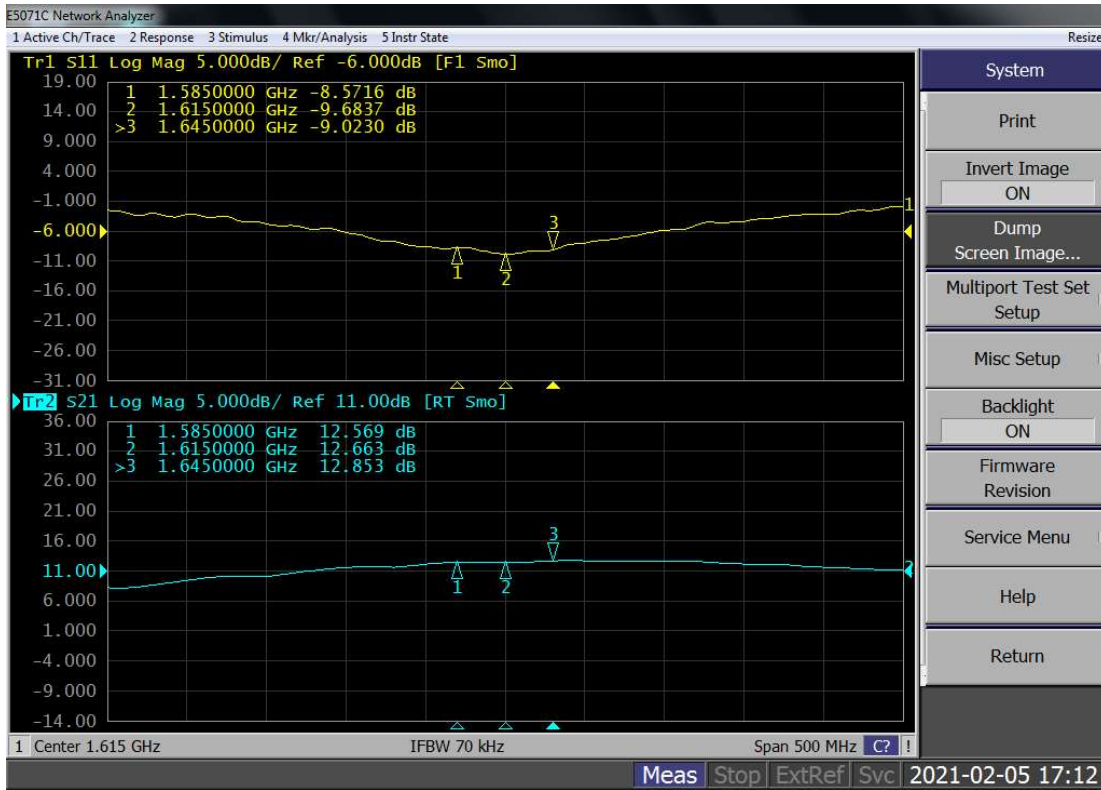 E5071C Network Analyzer
1 Active Ch/Trace 2 Response 3 Stimulus 4 Mkr/Analysis 5 Instr State
Resize
Tr1 S11 Log Mag 5.000dB/ Ref -6.000dB [F1 Smo]
19.00
14.00
9.000
4.000
-1.000
-6.000
-11.00
-16.00
-21.00
-26.00
-31.00
1 1.5850000 GHz -8.5716 dB
2 1.6150000 GHz -9.6837 dB
>3 1.6450000 GHz -9.0230 dB
1
2
3
1
Tr2 S21 Log Mag 5.000dB/ Ref 11.00dB [RT Smo]
36.00
31.00
26.00
21.00
16.00
11.00
6.000
1.000
-4.000
-9.000
-14.00
1 1.5850000 GHz 12.569 dB
2 1.6150000 GHz 12.663 dB
>3 1.6450000 GHz 12.853 dB
1
2
3
2
1 Center 1.615 GHz
IFBW 70 kHz
Span 500 MHz C? !
Meas Stop ExtRef Svc 2021-02-05 17:12
System
Print
Invert Image
ON
Dump
Screen Image...
Multiport Test Set
Setup
Misc Setup
Backlight
ON
Firmware
Revision
Service Menu
Help
Return